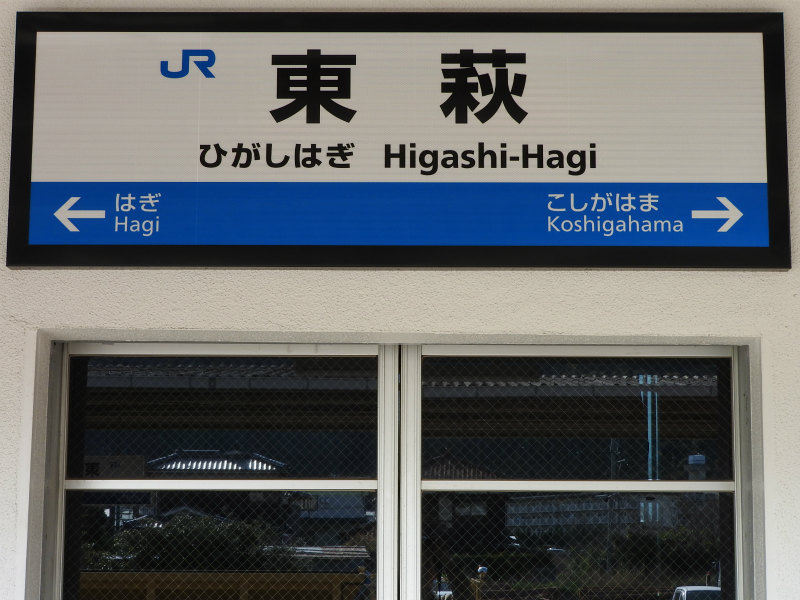 JR 東萩
ひがしはぎ Higashi-Hagi
← はぎ こしがはま →
Hagi Koshigahama